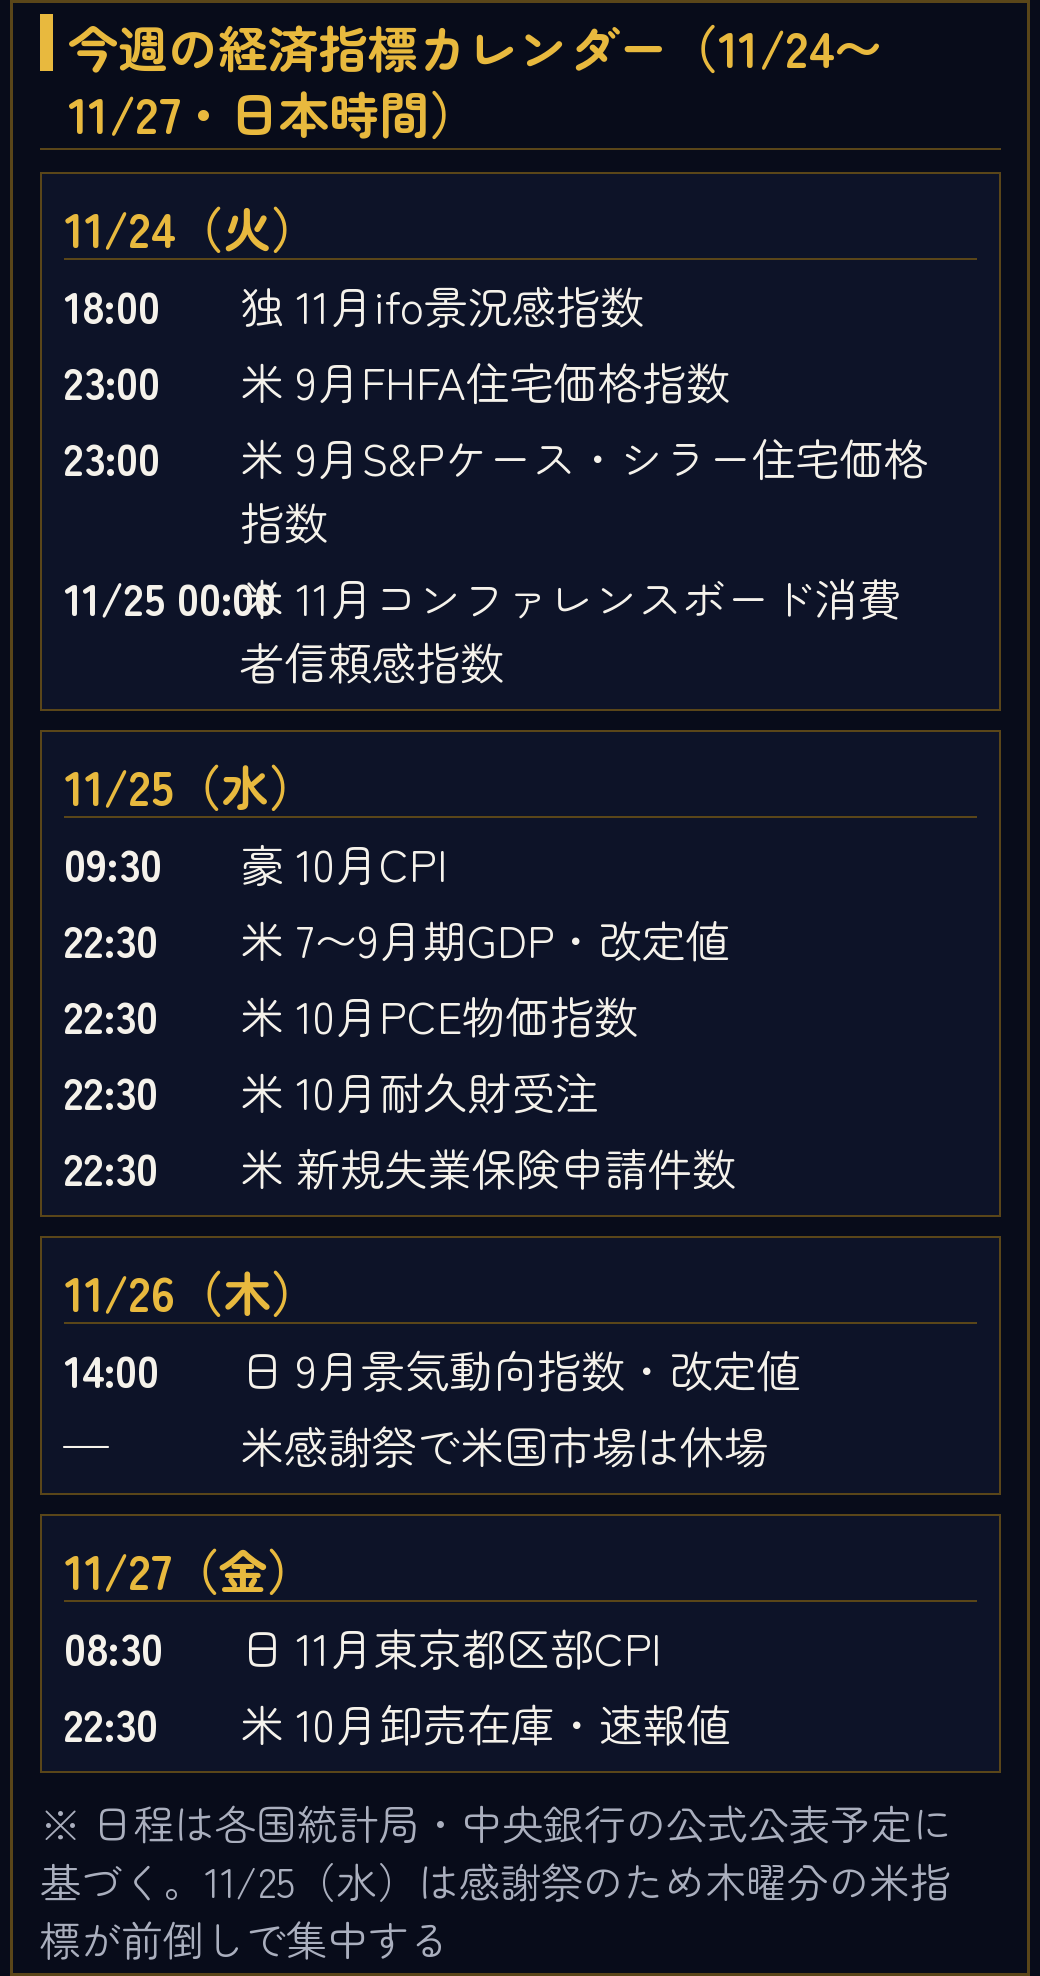 今週の経済指標カレンダー（11/24〜
11/27・日本時間）
11/24（火）
18:00 独 11月ifo景況感指数
23:00 米 9月FHFA住宅価格指数
23:00 米 9月S&Pケース・シラー住宅価格
指数
11/25 00:00 米 11月コンファレンスボード消費
者信頼感指数
11/25（水）
09:30 豪 10月CPI
22:30 米 7〜9月期GDP・改定値
22:30 米 10月PCE物価指数
22:30 米 10月耐久財受注
22:30 米 新規失業保険申請件数
11/26（木）
14:00 日 9月景気動向指数・改定値
— 米感謝祭で米国市場は休場
11/27（金）
08:30 日 11月東京都区部CPI
22:30 米 10月卸売在庫・速報値
※ 日程は各国統計局・中央銀行の公式公表予定に
基づく。11/25（水）は感謝祭のため木曜分の米指
標が前倒しで集中する